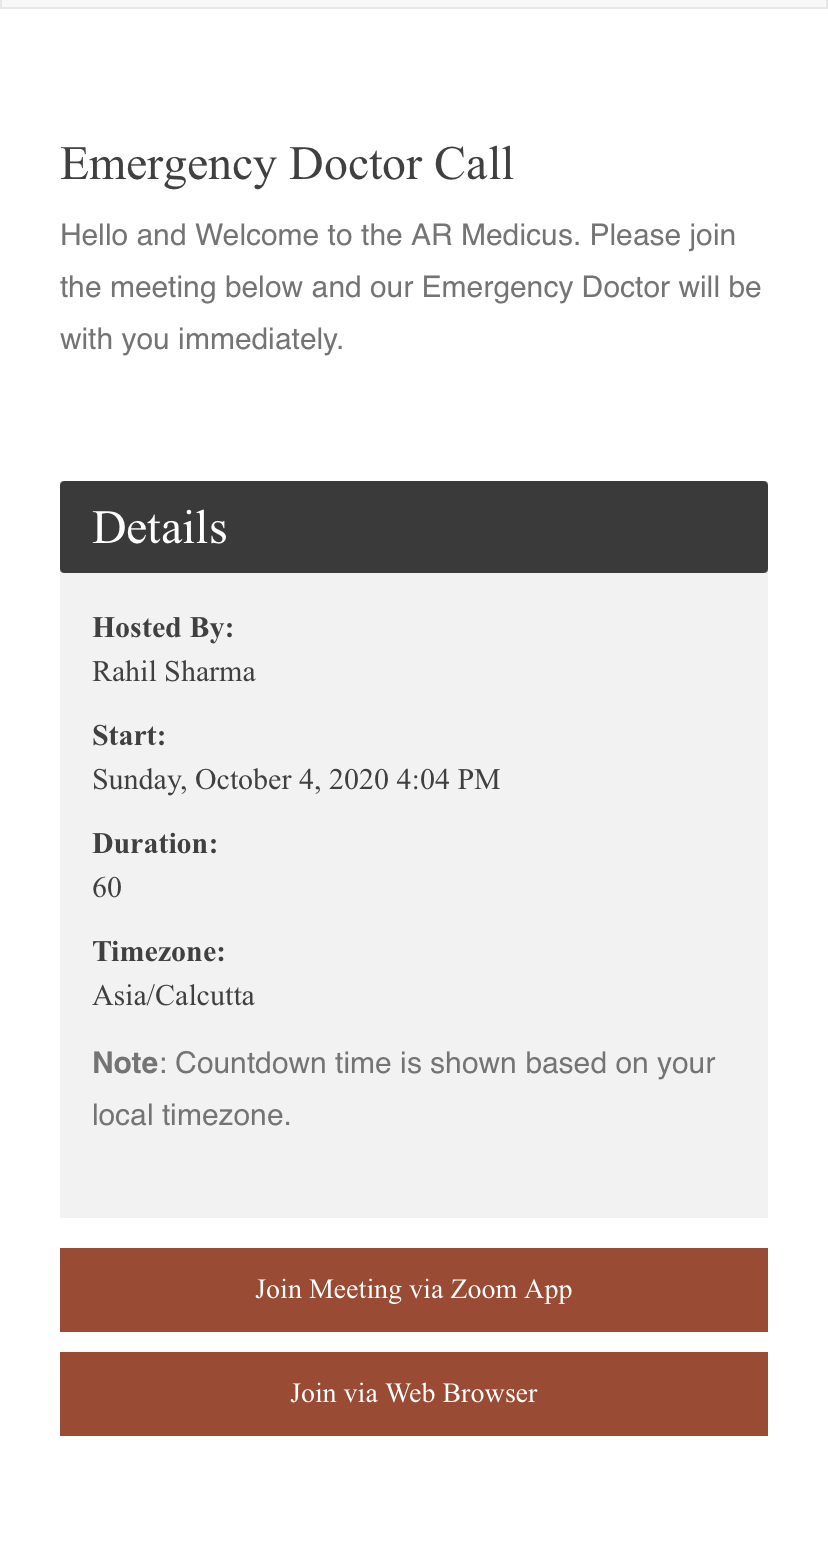 Emergency Doctor Call
Hello and Welcome to the AR Medicus. Please join
the meeting below and our Emergency Doctor will be
with you immediately.
Details
Hosted By:
Rahil Sharma
Start:
Sunday, October 4, 2020 4:04 PM
Duration:
60
Timezone:
Asia/Calcutta
Note: Countdown time is shown based on your
local timezone.
Join Meeting via Zoom App
Join via Web Browser